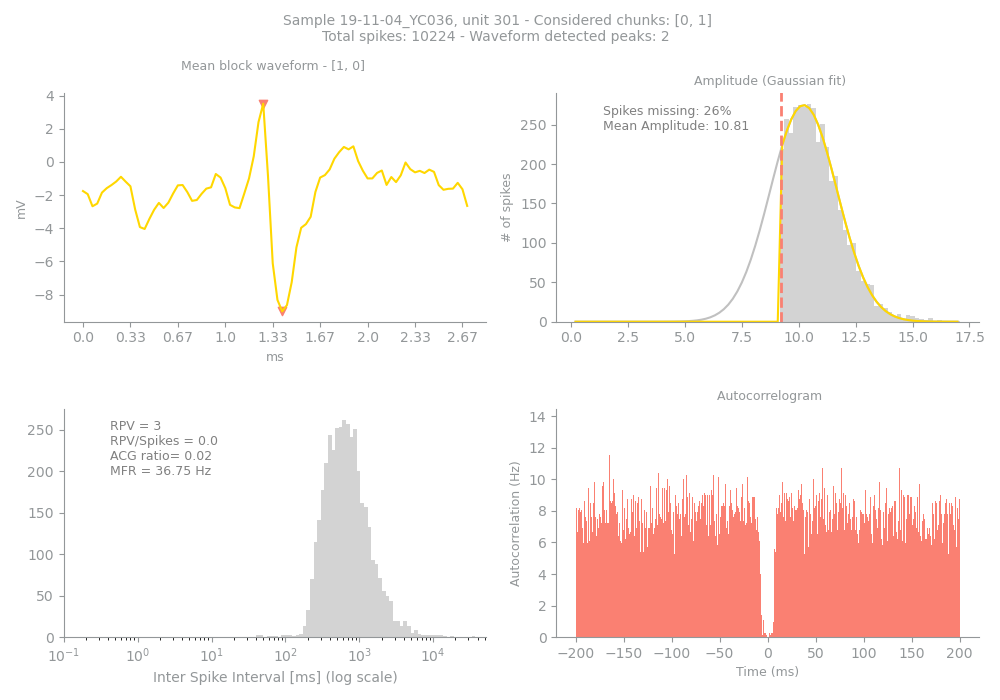 Sample 19-11-04_YC036, unit 301 - Considered chunks: [0, 1]
Total spikes: 10224 - Waveform detected peaks: 2
Mean block waveform - [1, 0]
4
2
0
−2
−4
−6
−8
mV
0.0 0.33 0.67 1.0 1.33 1.67 2.0 2.33 2.67
ms
Amplitude (Gaussian fit)
Spikes missing: 26%
Mean Amplitude: 10.81
250
200
150
100
50
0
# of spikes
0.0 2.5 5.0 7.5 10.0 12.5 15.0 17.5
RPV = 3
RPV/Spikes = 0.0
ACG ratio= 0.02
MFR = 36.75 Hz
250
200
150
100
50
0
10⁻¹ 10⁰ 10¹ 10² 10³ 10⁴
Inter Spike Interval [ms] (log scale)
Autocorrelogram
14
12
10
8
6
4
2
0
Autocorrelation (Hz)
−200 −150 −100 −50 0 50 100 150 200
Time (ms)